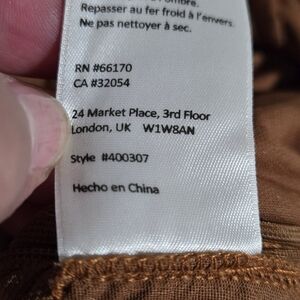 l'ombre.
Repasser au fer froid à l'envers.
Ne pas nettoyer à sec.
RN #66170
CA #32054
24 Market Place, 3rd Floor
London, UK W1W8AN
Style #400307
Hecho en China